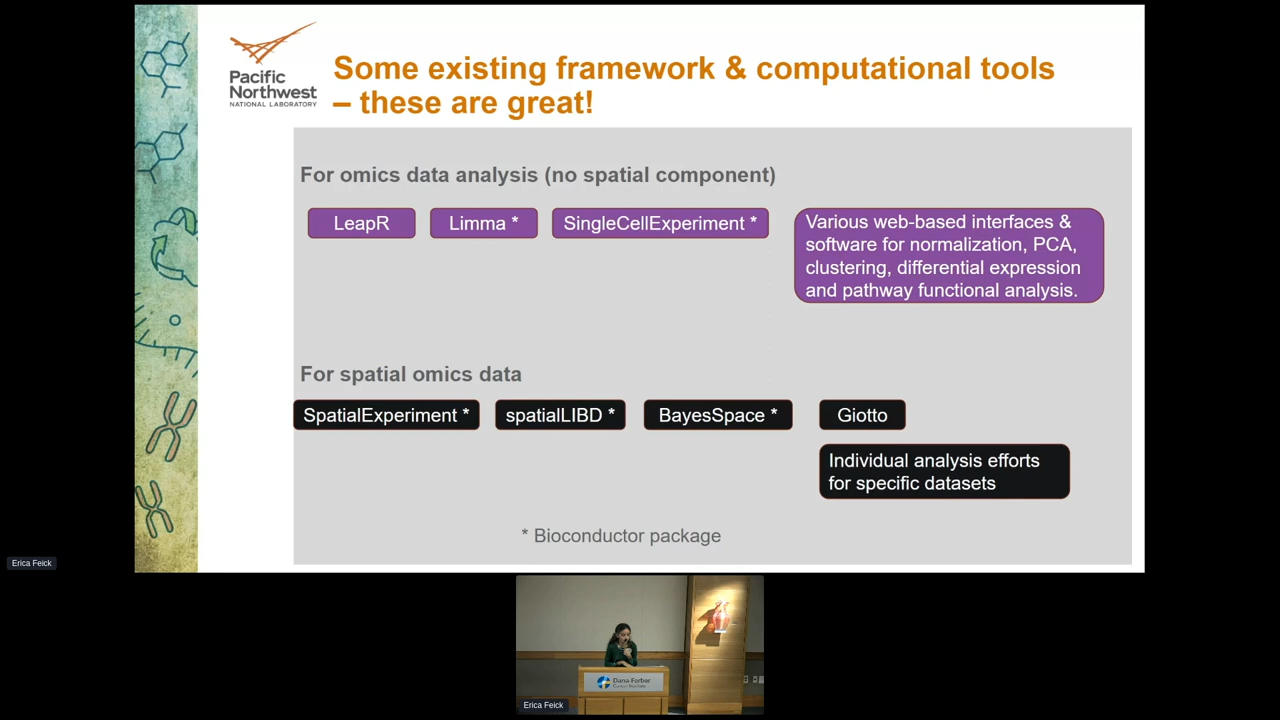 Pacific
Northwest
NATIONAL LABORATORY
Some existing framework & computational tools
– these are great!
For omics data analysis (no spatial component)
LeapR
Limma *
SingleCellExperiment *
Various web-based interfaces &
software for normalization, PCA,
clustering, differential expression
and pathway functional analysis.
For spatial omics data
SpatialExperiment *
spatialLIBD *
BayesSpace *
Giotto
Individual analysis efforts
for specific datasets
* Bioconductor package
Erica Feick
Dana Farber
Cancer Institute
Erica Feick